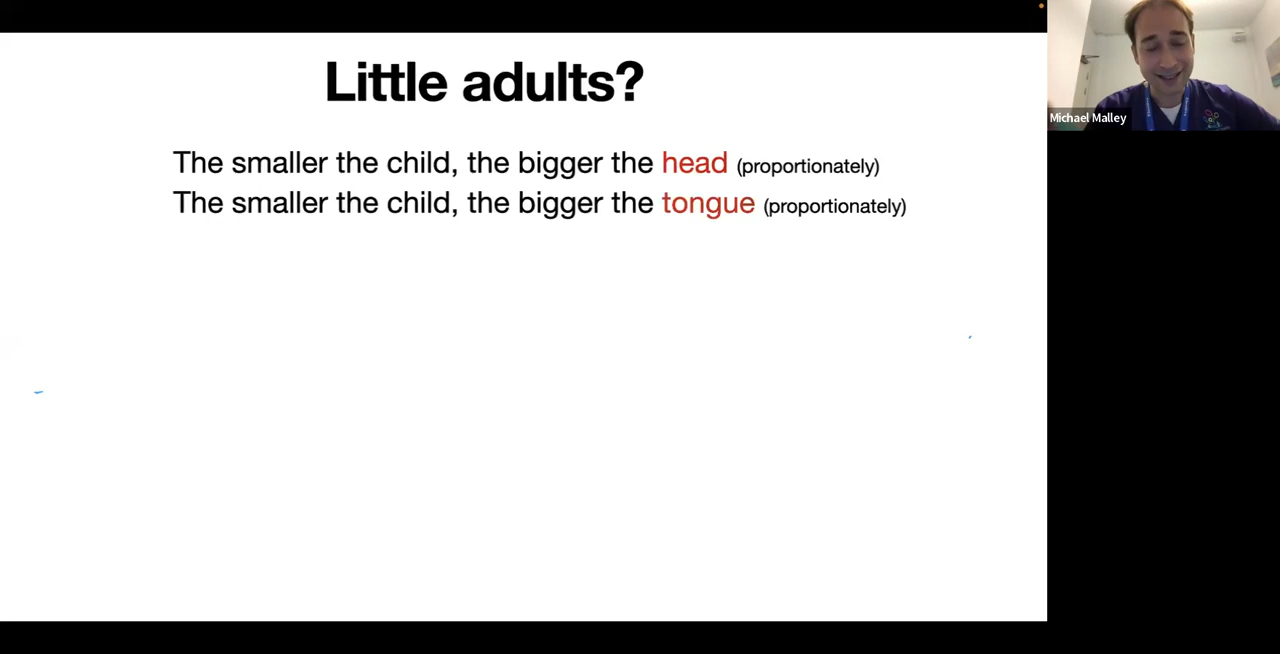 Little adults?
The smaller the child, the bigger the head (proportionately)
The smaller the child, the bigger the tongue (proportionately)
Michael Malley